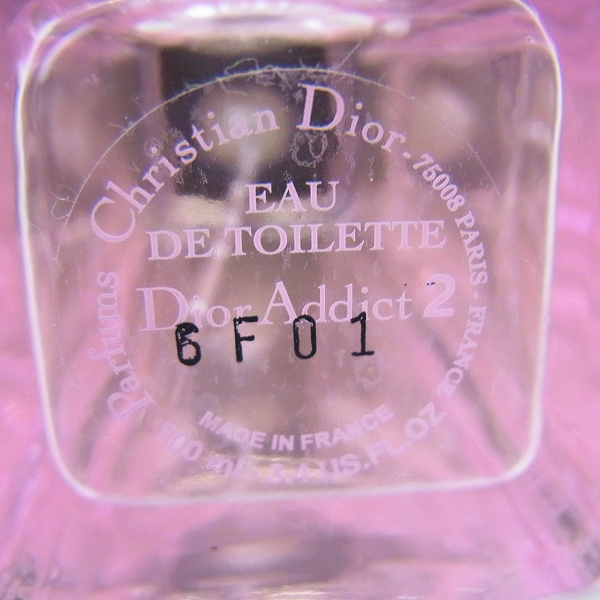 Parfums Christian Dior - 75008 PARIS - FRANCE
EAU
DE TOILETTE
Dior Addict 2
6F01
MADE IN FRANCE
100 ml 3.4 US.FL.OZ